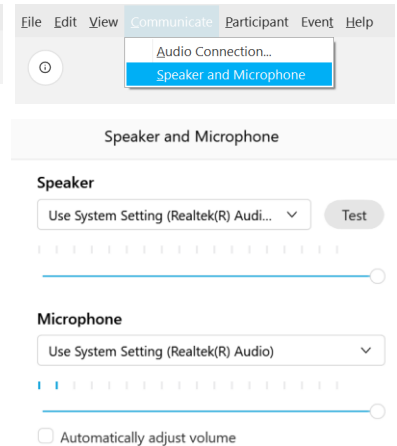 File Edit View Communicate Participant Event Help
Audio Connection...
Speaker and Microphone
Speaker and Microphone
Speaker
Use System Setting (Realtek(R) Audi... Test
Microphone
Use System Setting (Realtek(R) Audio)
Automatically adjust volume